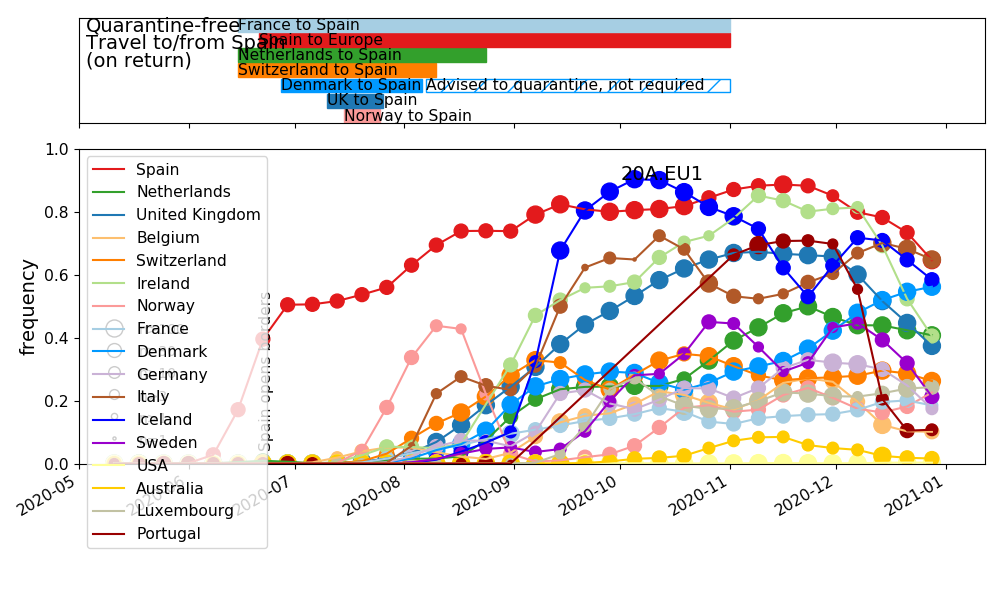 Quarantine-free
Travel to/from Spain
(on return)
France to Spain
Spain to Europe
Netherlands to Spain
Switzerland to Spain
Denmark to Spain
Advised to quarantine, not required
UK to Spain
Norway to Spain
20A.EU1
frequency
1.0
0.8
0.6
0.4
0.2
0.0
Spain
Netherlands
United Kingdom
Belgium
Switzerland
Ireland
Norway
France
Denmark
Germany
Italy
Iceland
Sweden
USA
Australia
Luxembourg
Portugal
Spain opens borders
2020-05
2020-06
2020-07
2020-08
2020-09
2020-10
2020-11
2020-12
2021-01